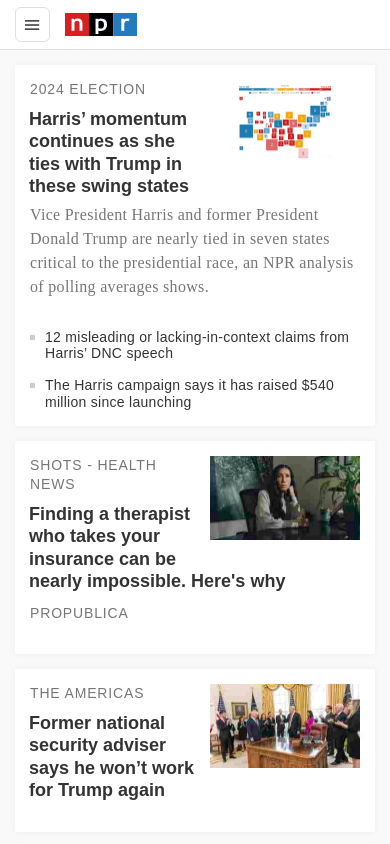 npr
2024 ELECTION
Harris’ momentum
continues as she
ties with Trump in
these swing states
Vice President Harris and former President
Donald Trump are nearly tied in seven states
critical to the presidential race, an NPR analysis
of polling averages shows.
12 misleading or lacking-in-context claims from
Harris’ DNC speech
The Harris campaign says it has raised $540
million since launching
SHOTS - HEALTH
NEWS
Finding a therapist
who takes your
insurance can be
nearly impossible. Here's why
PROPUBLICA
THE AMERICAS
Former national
security adviser
says he won’t work
for Trump again